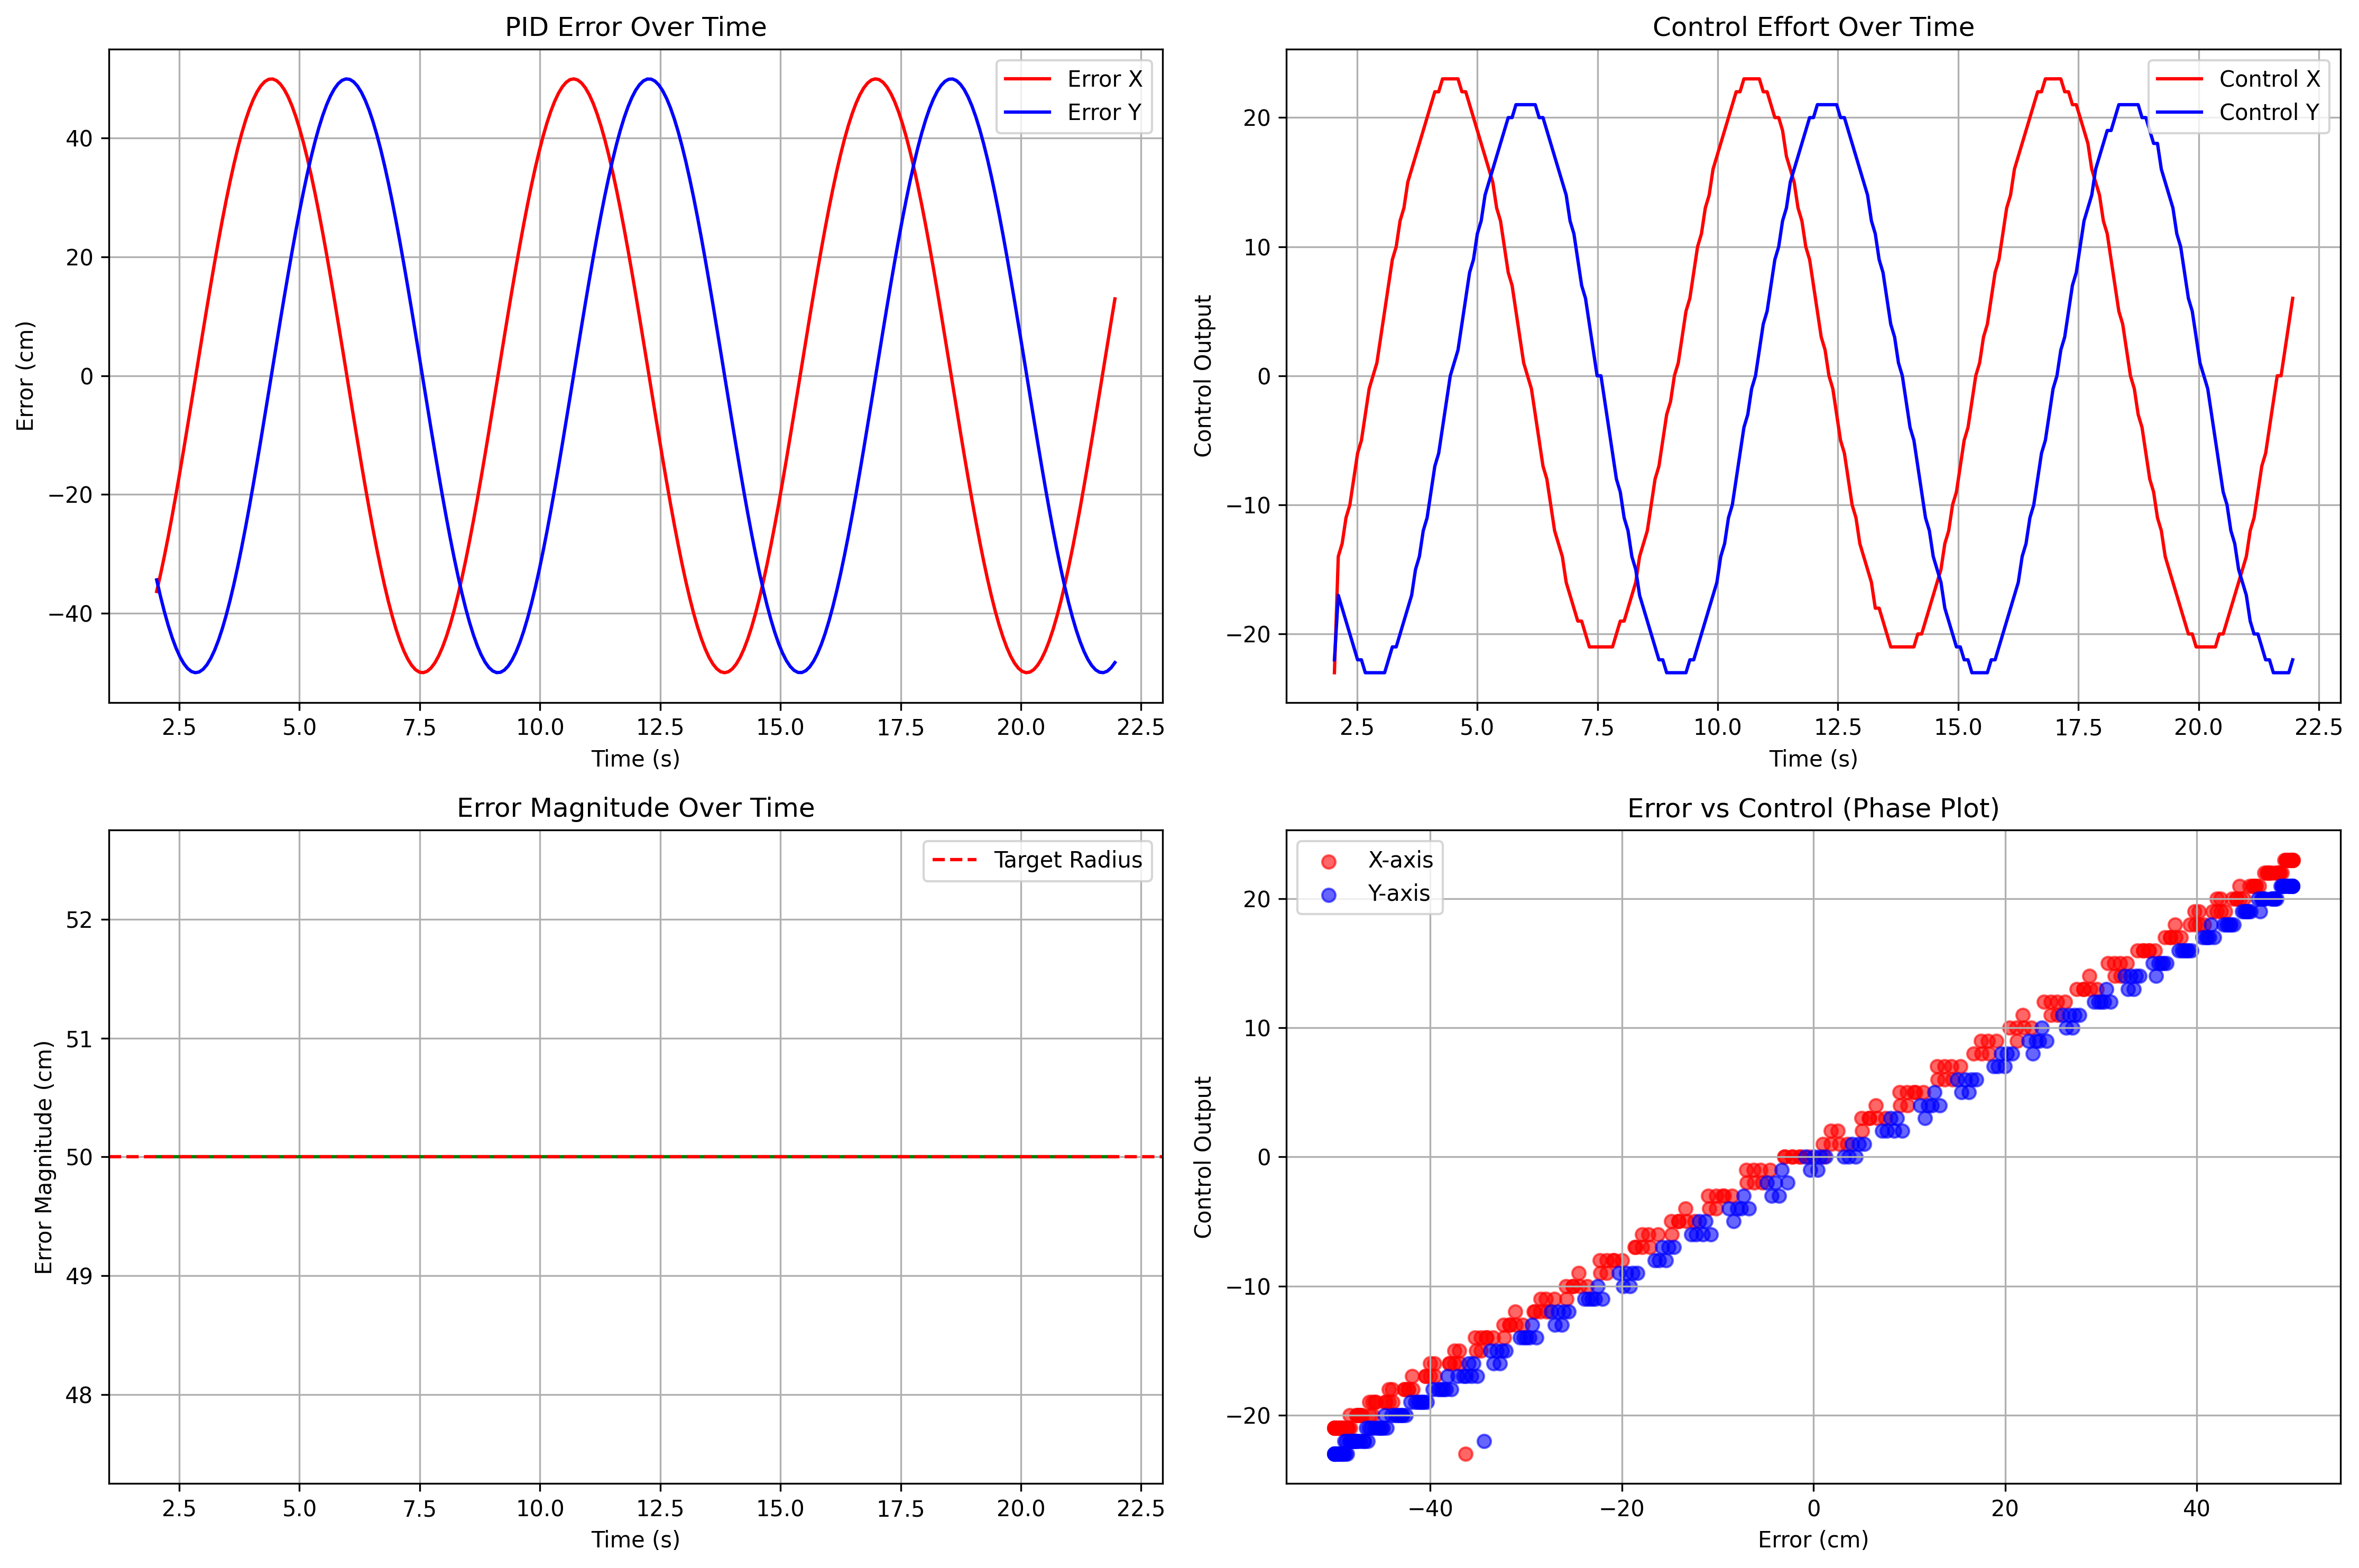 PID Error Over Time
Error X
Error Y
40
20
0
−20
−40
Error (cm)
2.5 5.0 7.5 10.0 12.5 15.0 17.5 20.0 22.5
Time (s)
Control Effort Over Time
Control X
Control Y
20
10
0
−10
−20
Control Output
2.5 5.0 7.5 10.0 12.5 15.0 17.5 20.0 22.5
Time (s)
Error Magnitude Over Time
Target Radius
52
51
50
49
48
Error Magnitude (cm)
2.5 5.0 7.5 10.0 12.5 15.0 17.5 20.0 22.5
Time (s)
Error vs Control (Phase Plot)
X-axis
Y-axis
20
10
0
−10
−20
Control Output
−40 −20 0 20 40
Error (cm)